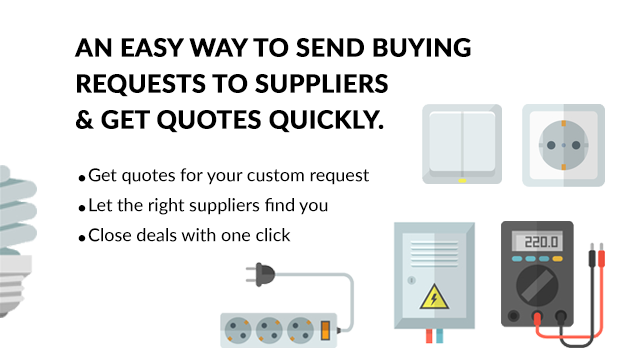 AN EASY WAY TO SEND BUYING
REQUESTS TO SUPPLIERS
& GET QUOTES QUICKLY.
•Get quotes for your custom request
•Let the right suppliers find you
•Close deals with one click
220.0